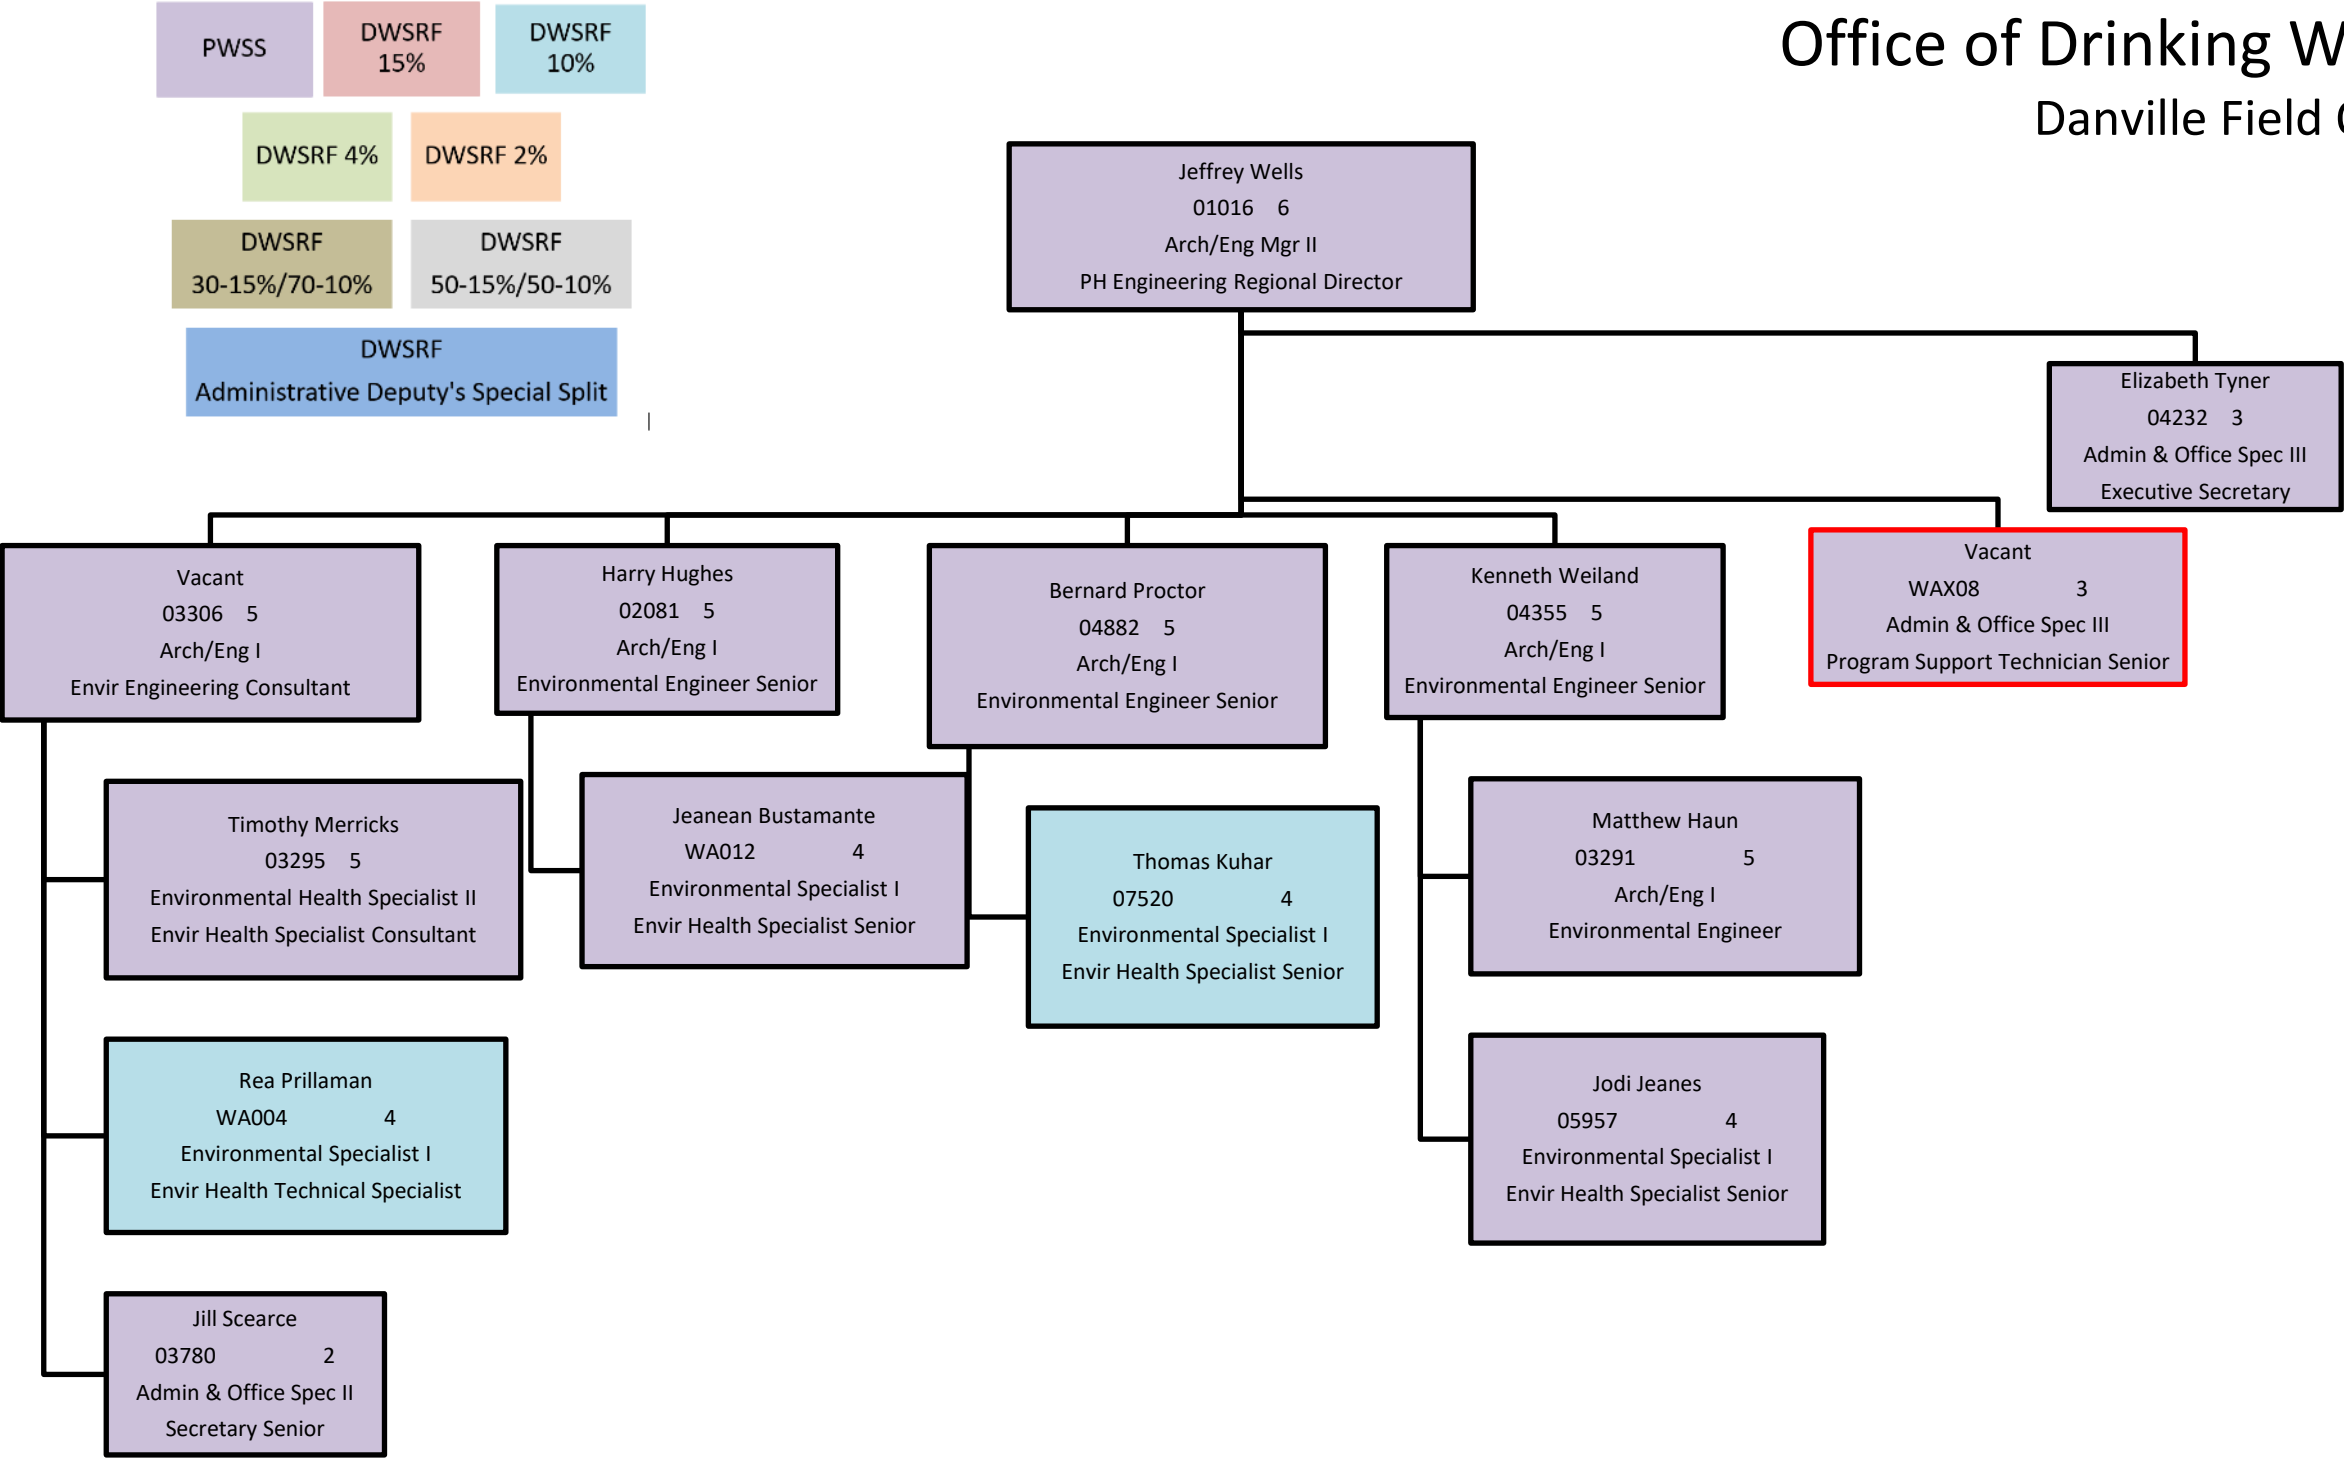 PWSS
DWSRF
15%
DWSRF
10%
DWSRF 4%
DWSRF 2%
DWSRF
30-15%/70-10%
DWSRF
50-15%/50-10%
DWSRF
Administrative Deputy's Special Split
Office of Drinking
Danville Field
Jeffrey Wells
01016 6
Arch/Eng Mgr II
PH Engineering Regional Director
Elizabeth Tyner
04232 3
Admin & Office Spec III
Executive Secretary
Vacant
03306 5
Arch/Eng I
Envir Engineering Consultant
Harry Hughes
02081 5
Arch/Eng I
Environmental Engineer Senior
Bernard Proctor
04882 5
Arch/Eng I
Environmental Engineer Senior
Kenneth Weiland
04355 5
Arch/Eng I
Environmental Engineer Senior
Vacant
WAX08 3
Admin & Office Spec III
Program Support Technician Senior
Timothy Merricks
03295 5
Environmental Health Specialist II
Envir Health Specialist Consultant
Jeanean Bustamante
WA012 4
Environmental Specialist I
Envir Health Specialist Senior
Thomas Kuhar
07520 4
Environmental Specialist I
Envir Health Specialist Senior
Matthew Haun
03291 5
Arch/Eng I
Environmental Engineer
Rea Prillaman
WA004 4
Environmental Specialist I
Envir Health Technical Specialist
Jodi Jeanes
05957 4
Environmental Specialist I
Envir Health Specialist Senior
Jill Scearce
03780 2
Admin & Office Spec II
Secretary Senior